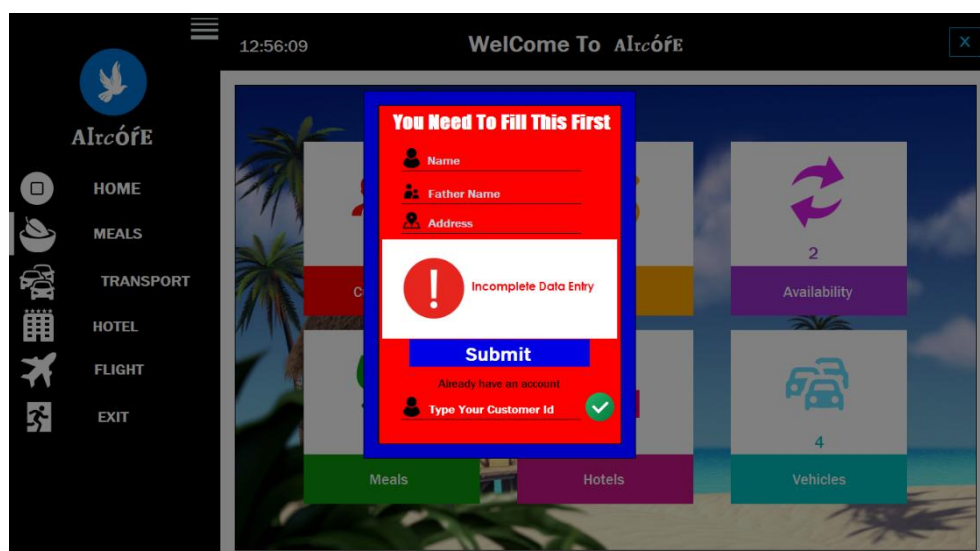 12:56:09
WelCome To AIrcóŕE
X
AIrcóŕE
HOME
MEALS
TRANSPORT
HOTEL
FLIGHT
EXIT
You Need To Fill This First
Name
Father Name
Address
Incomplete Data Entry
Submit
Already have an account
Type Your Customer Id
2
Availability
4
Meals
Hotels
Vehicles